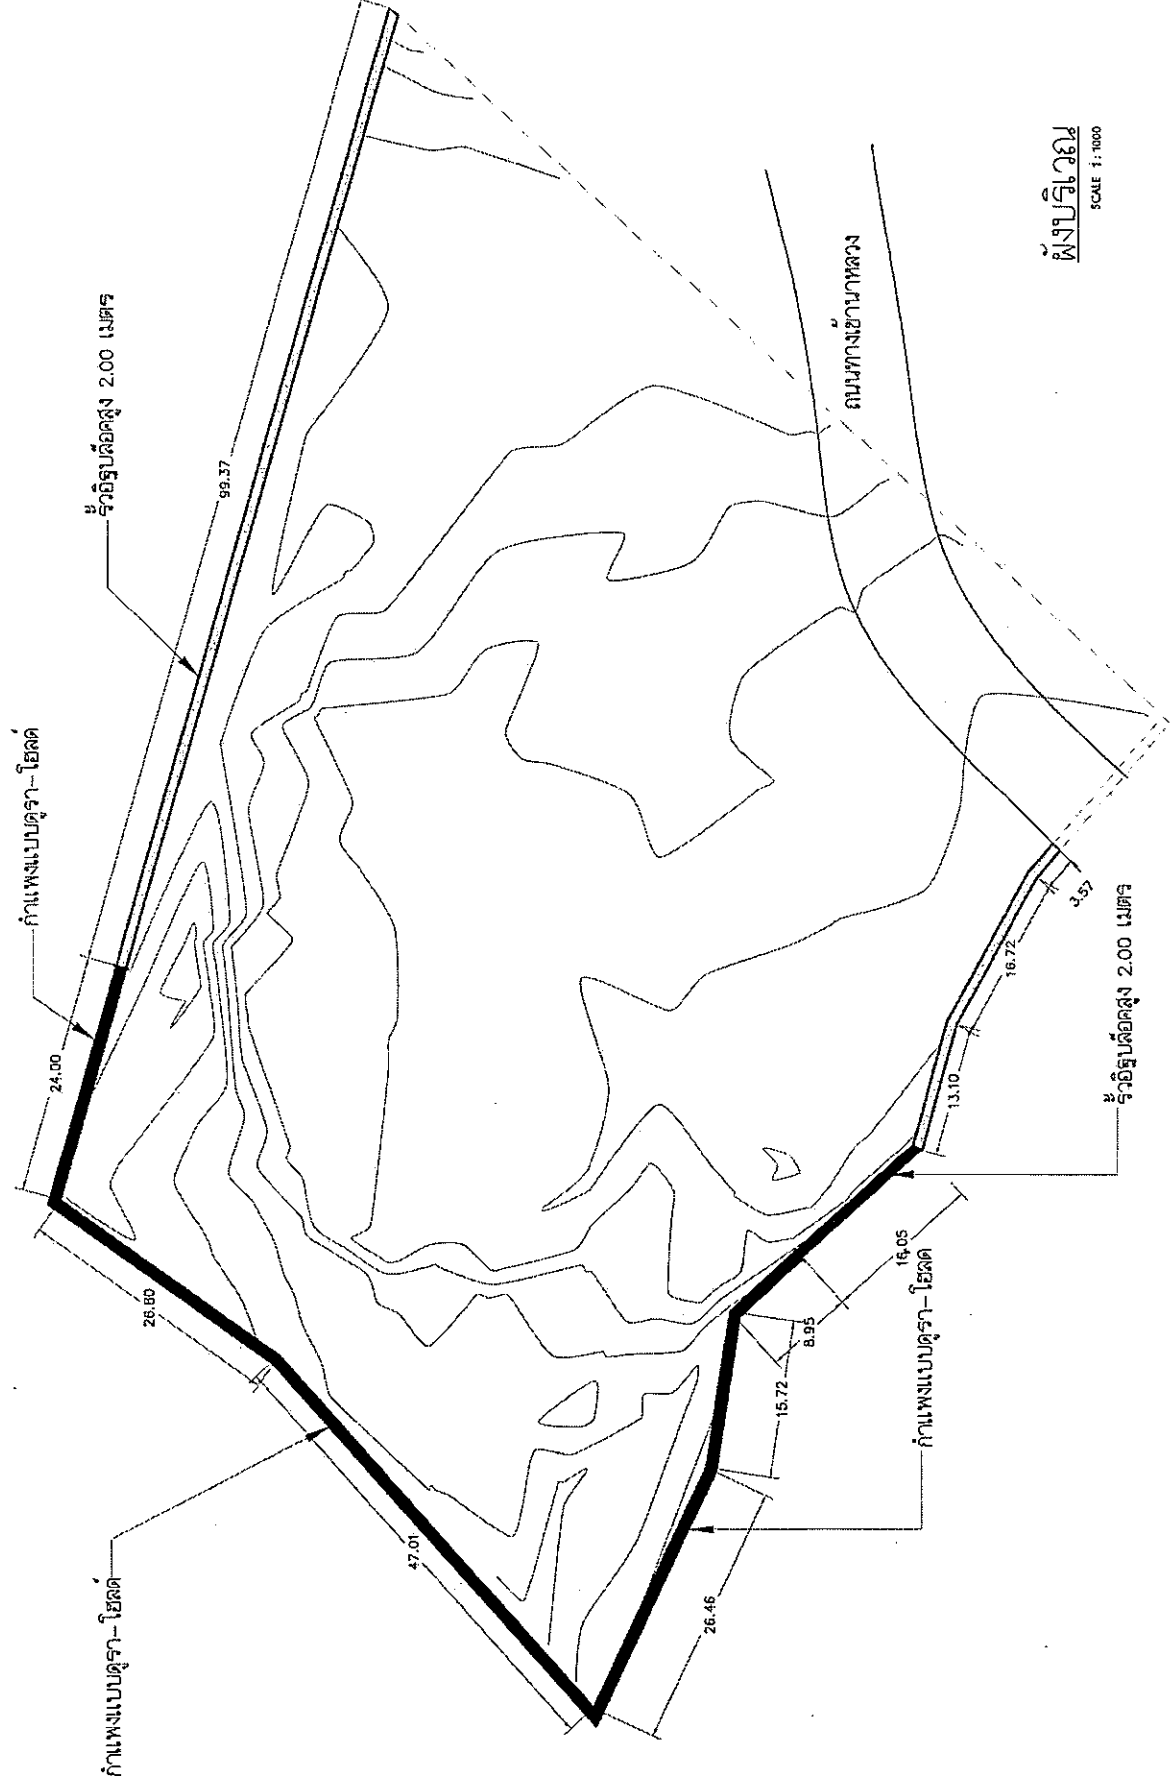 กำแพงแบบดูรา-โฮลด์
กำแพงแบบดูรา-โฮลด์
รั้วอิฐบล๊อคสูง 2.00 เมตร
24.00
99.37
26.80
47.01
ถนนทางเข้านาหลวง
26.46
15.72
8.95
16.05
13.10
16.72
3.57
กำแพงแบบดูรา-โฮลด์
รั้วอิฐบล๊อคสูง 2.00 เมตร
ผังบริเวณ
SCALE 1:1000